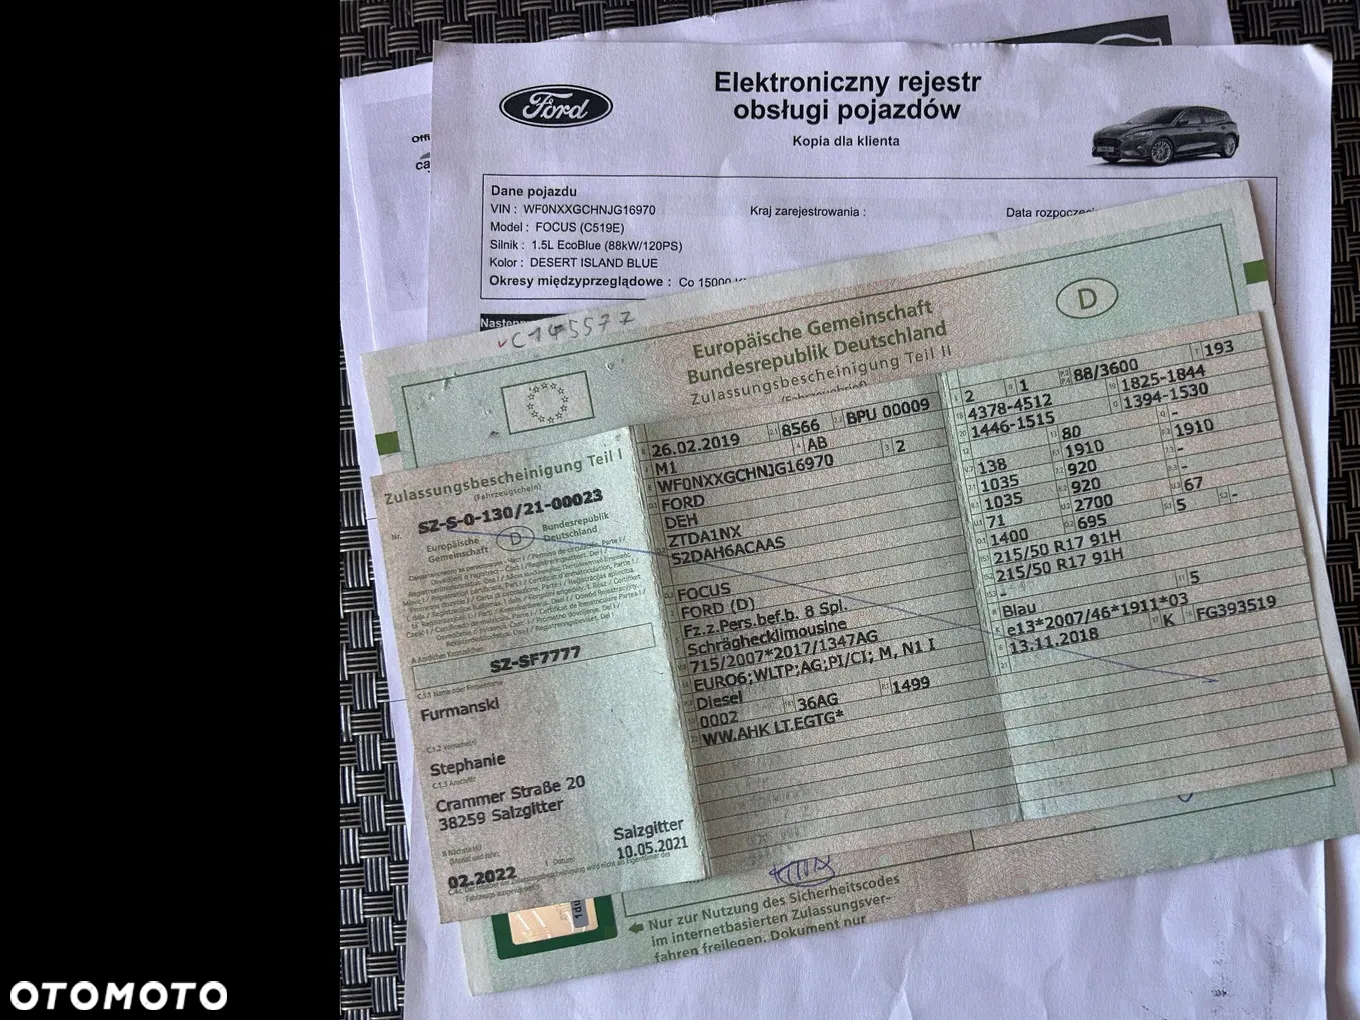 Elektroniczny rejestr
obsługi pojazdów
Kopia dla klienta
Ford
Dane pojazdu
VIN : WF0NXXGCHNJG16970
Kraj zarejestrowania :
Model : FOCUS (C519E)
Silnik : 1.5L EcoBlue (88kW/120PS)
Kolor : DESERT ISLAND BLUE
Okresy międzyprzeglądowe : Co 15000
Europäische Gemeinschaft
Bundesrepublik Deutschland
Zulassungsbescheinigung Teil II
D
Zulassungsbescheinigung Teil I
(Fahrzeugschein)
Nr. SZ-S-0-130/21-00023
Europäische
Gemeinschaft
D
Bundesrepublik
Deutschland
SZ-SF7777
Furmanski
Stephanie
Crammer Straße 20
38259 Salzgitter
Salzgitter
02.2022
10.05.2021
26.02.2019 8566 BPU 00009
M1 AB
WF0NXXGCHNJG16970 2
FORD
DEH
ZTDA1NX
S2DAH6ACAAS
FOCUS
FORD (D)
Fz.z.Pers.bef.b. 8 Spl.
Schräghecklimousine
715/2007*2017/1347AG
EURO6;WLTP;AG;PI/CI; M, N1 I
Diesel
0002 36AG 1499
WW.AHK LT.EGTG*
2 1 88/3600 193
4378-4512 1825-1844
1446-1515 1394-1530
80 -
138 1910 1910
1035 920 -
1035 920 -
71 2700 67
1400 695 5 -
215/50 R17 91H
215/50 R17 91H
-
Blau 5
e13*2007/46*1911*03
13.11.2018 K FG393519
Nur zur Nutzung des Sicherheitscodes
im internetbasierten Zulassungsver-
fahren freilegen. Dokument nur
OTOMOTO